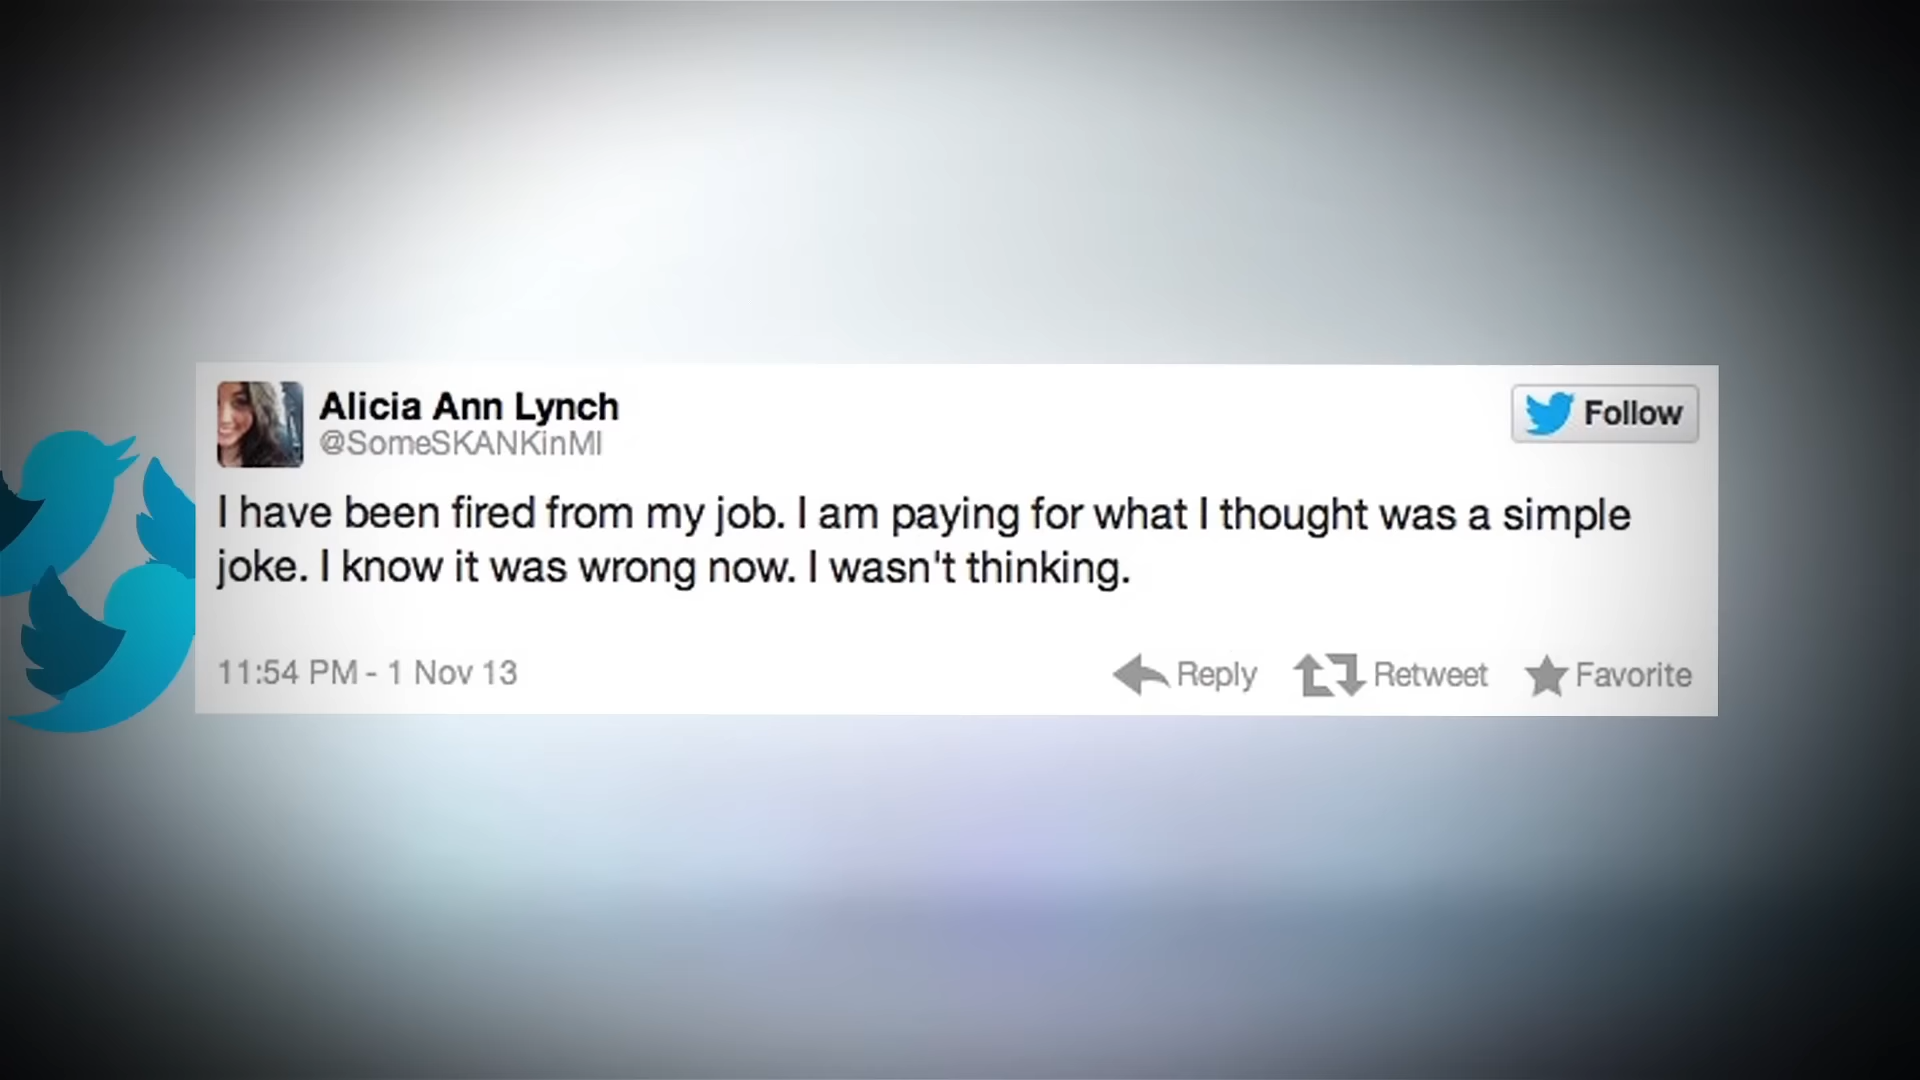 Alicia Ann Lynch
@SomeSKANKinMI
Follow
I have been fired from my job. I am paying for what I thought was a simple
joke. I know it was wrong now. I wasn't thinking.
11:54 PM - 1 Nov 13
Reply
Retweet
Favorite